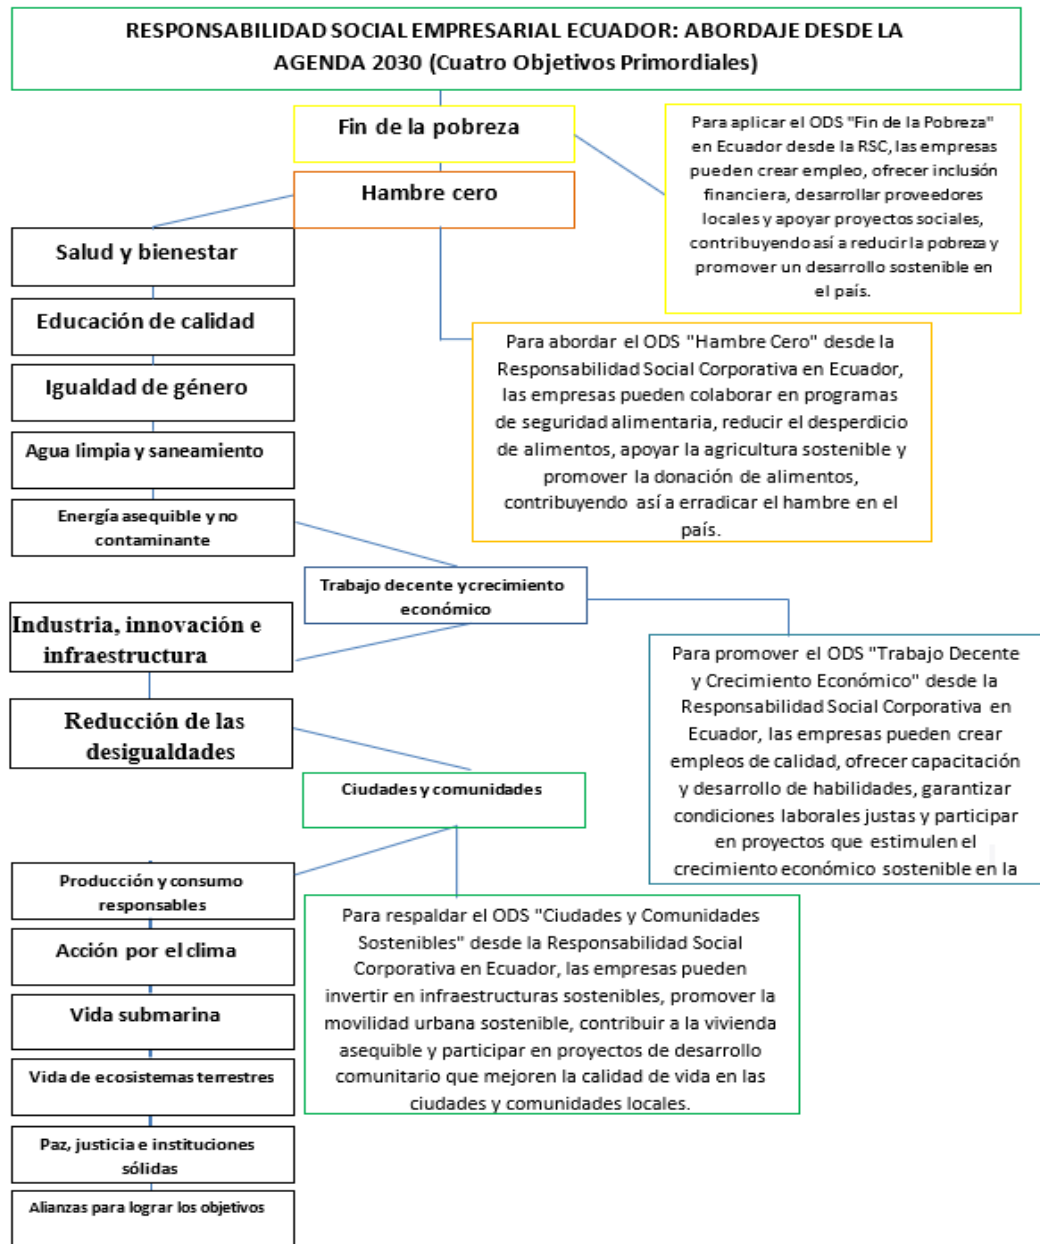 RESPONSABILIDAD SOCIAL EMPRESARIAL ECUADOR: ABORDAJE DESDE LA
AGENDA 2030 (Cuatro Objetivos Primordiales)
Fin de la pobreza
Para aplicar el ODS "Fin de la Pobreza"
en Ecuador desde la RSC, las empresas
pueden crear empleo, ofrecer inclusión
financiera, desarrollar proveedores
locales y apoyar proyectos sociales,
contribuyendo así a reducir la pobreza y
promover un desarrollo sostenible en
el país.
Hambre cero
Para abordar el ODS "Hambre Cero" desde la
Responsabilidad Social Corporativa en Ecuador,
las empresas pueden colaborar en programas
de seguridad alimentaria, reducir el desperdicio
de alimentos, apoyar la agricultura sostenible y
promover la donación de alimentos,
contribuyendo así a erradicar el hambre en el
país.
Salud y bienestar
Educación de calidad
Igualdad de género
Agua limpia y saneamiento
Energía asequible y no
contaminante
Trabajo decente y crecimiento
económico
Para promover el ODS "Trabajo Decente
y Crecimiento Económico" desde la
Responsabilidad Social Corporativa en
Ecuador, las empresas pueden crear
empleos de calidad, ofrecer capacitación
y desarrollo de habilidades, garantizar
condiciones laborales justas y participar
en proyectos que estimulen el
crecimiento económico sostenible en la
Industria, innovación e
infraestructura
Reducción de las
desigualdades
Ciudades y comunidades
Para respaldar el ODS "Ciudades y Comunidades
Sostenibles" desde la Responsabilidad Social
Corporativa en Ecuador, las empresas pueden
invertir en infraestructuras sostenibles, promover la
movilidad urbana sostenible, contribuir a la vivienda
asequible y participar en proyectos de desarrollo
comunitario que mejoren la calidad de vida en las
ciudades y comunidades locales.
Producción y consumo
responsables
Acción por el clima
Vida submarina
Vida de ecosistemas terrestres
Paz, justicia e instituciones
sólidas
Alianzas para lograr los objetivos